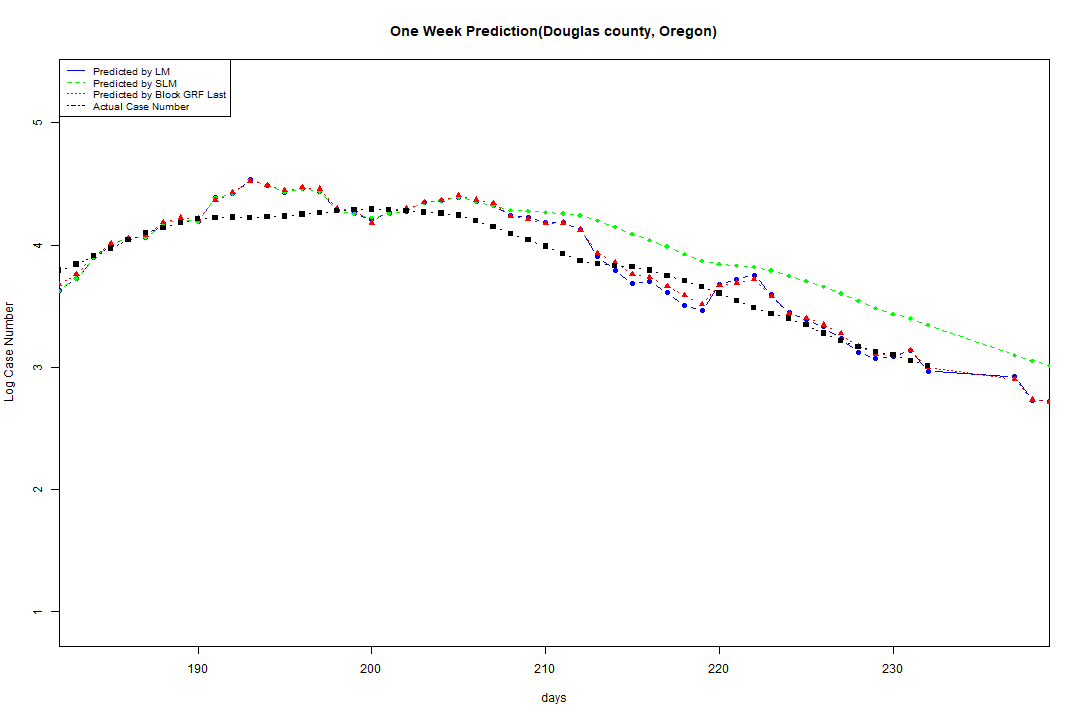 One Week Prediction(Douglas county, Oregon)
Predicted by LM
Predicted by SLM
Predicted by Block GRF Last
Actual Case Number
5
4
3
2
1
Log Case Number
190 200 210 220 230
days